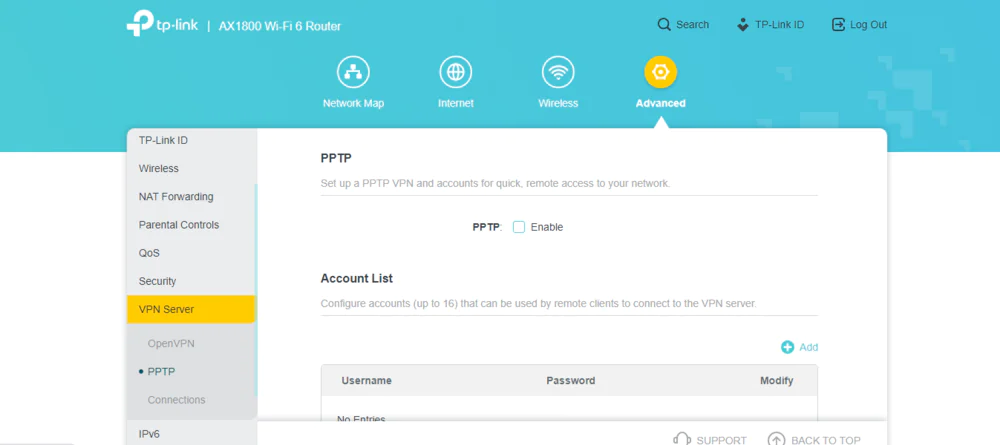 tp-link | AX1800 Wi-Fi 6 Router
Search
TP-Link ID
Log Out
Network Map
Internet
Wireless
Advanced
TP-Link ID
Wireless
NAT Forwarding
Parental Controls
QoS
Security
VPN Server
OpenVPN
PPTP
Connections
IPv6
PPTP
Set up a PPTP VPN and accounts for quick, remote access to your network.
PPTP: Enable
Account List
Configure accounts (up to 16) that can be used by remote clients to connect to the VPN server.
Add
Username Password Modify
No Entries
SUPPORT
BACK TO TOP